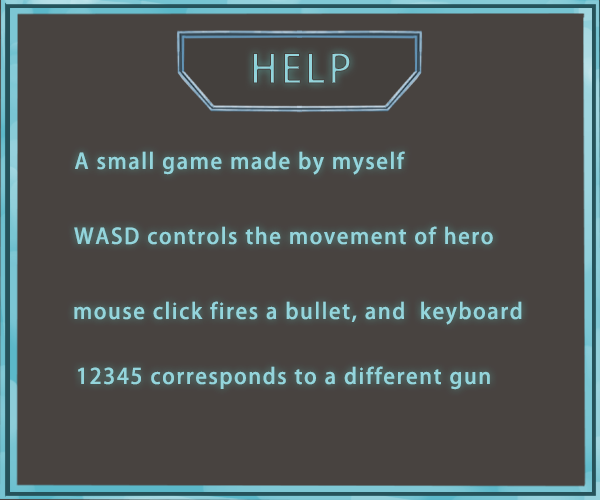 HELP
A small game made by myself
WASD controls the movement of hero
mouse click fires a bullet, and  keyboard
12345 corresponds to a different gun